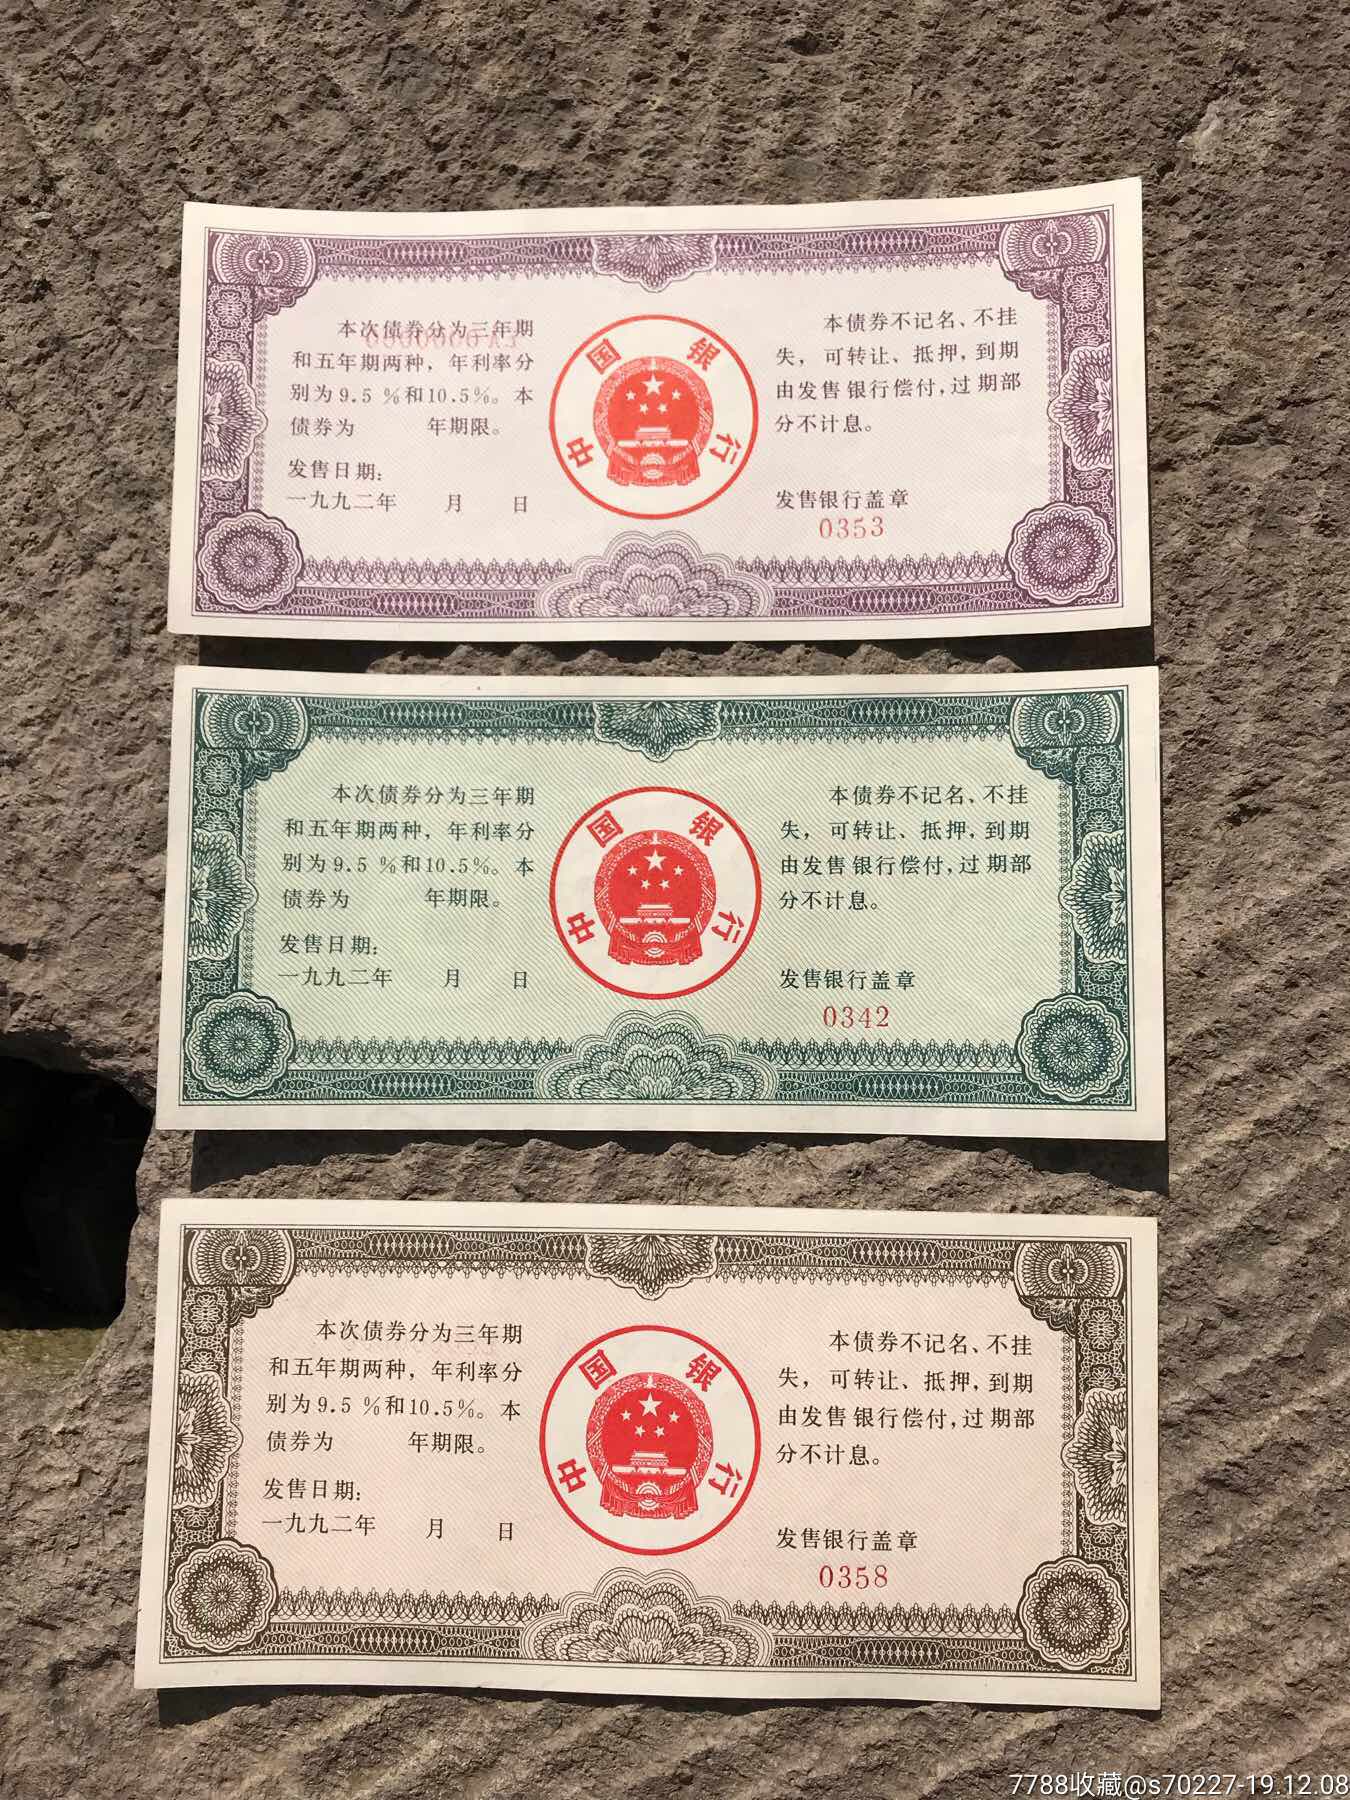 本次债券分为三年期
和五年期两种，年利率分
别为9.5 %和10.5%。本
债券为 年期限。
发售日期：
一九九二年 月 日
中国银行
本债券不记名、不挂
失，可转让、抵押，到期
由发售银行偿付，过期部
分不计息。
发售银行盖章
0353
本次债券分为三年期
和五年期两种，年利率分
别为9.5 %和10.5%。本
债券为 年期限。
发售日期：
一九九二年 月 日
中国银行
本债券不记名、不挂
失，可转让、抵押，到期
由发售银行偿付，过期部
分不计息。
发售银行盖章
0342
本次债券分为三年期
和五年期两种，年利率分
别为9.5 %和10.5%。本
债券为 年期限。
发售日期：
一九九二年 月 日
中国银行
本债券不记名、不挂
失，可转让、抵押，到期
由发售银行偿付，过期部
分不计息。
发售银行盖章
0358
7788收藏@s70227-19.12.08